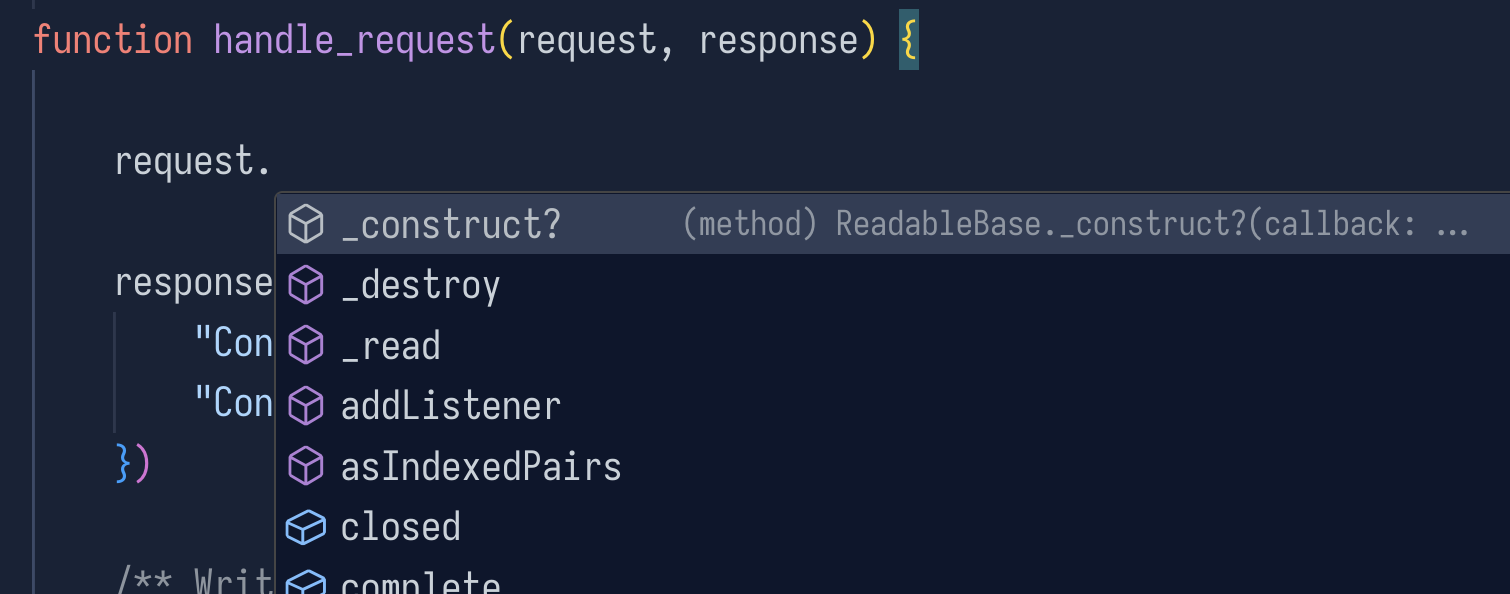 function handle_request(request, response) {
request.
_construct? (method) ReadableBase._construct?(callback: ...
_destroy
response
_read
"Con
addListener
"Con
asIndexedPairs
})
closed
/** Writ
complete